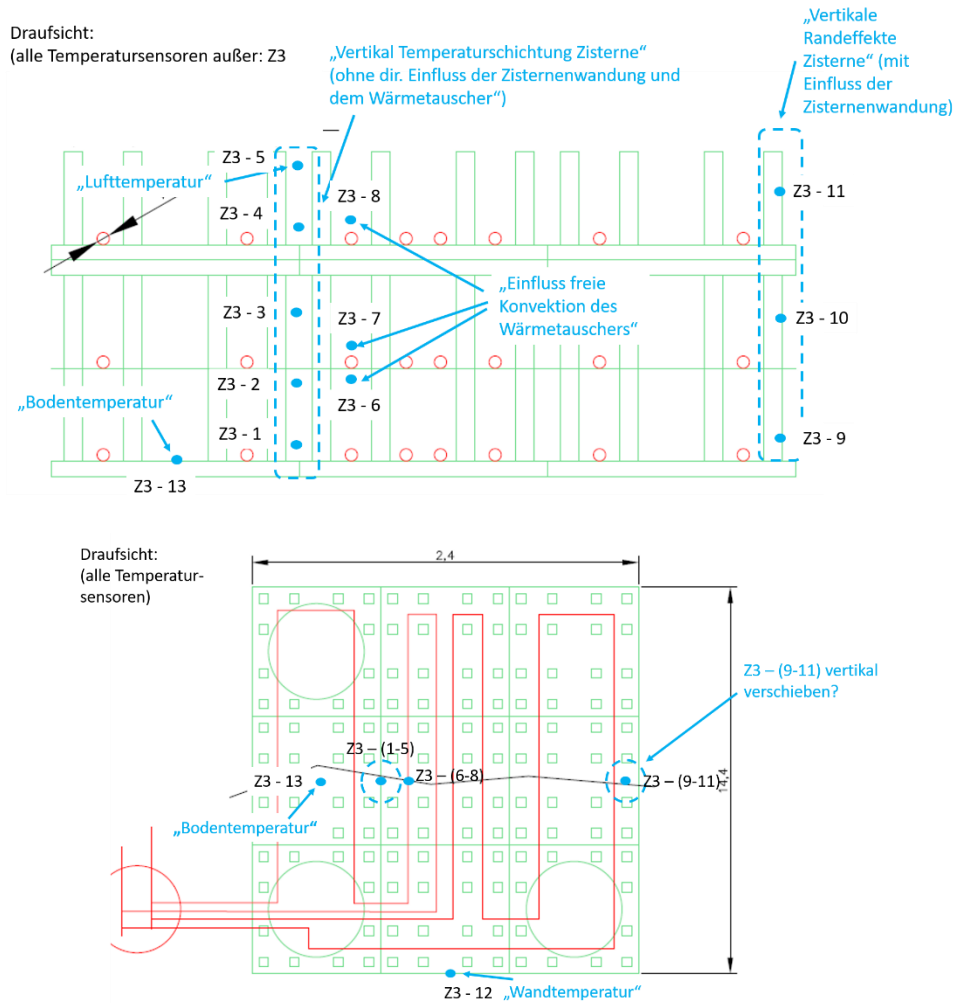 Draufsicht:
(alle Temperatursensoren außer: Z3
„Vertikal Temperaturschichtung Zisterne“
(ohne dir. Einfluss der Zisternenwandung und
dem Wärmetauscher“)
„Vertikale
Randeffekte
Zisterne“ (mit
Einfluss der
Zisternenwandung)
Z3 - 5
„Lufttemperatur“
Z3 - 8
Z3 - 11
Z3 - 4
„Einfluss freie
Konvektion des
Wärmetauschers“
Z3 - 3
Z3 - 7
Z3 - 10
Z3 - 2
Z3 - 6
„Bodentemperatur“
Z3 - 1
Z3 - 9
Z3 - 13
Draufsicht:
(alle Temperatur-
sensoren)
2,4
Z3 – (9-11) vertikal
verschieben?
Z3 – (1-5)
Z3 - 13
Z3 – (6-8)
Z3 – (9-11)
14,4
„Bodentemperatur“
Z3 - 12
„Wandtemperatur“